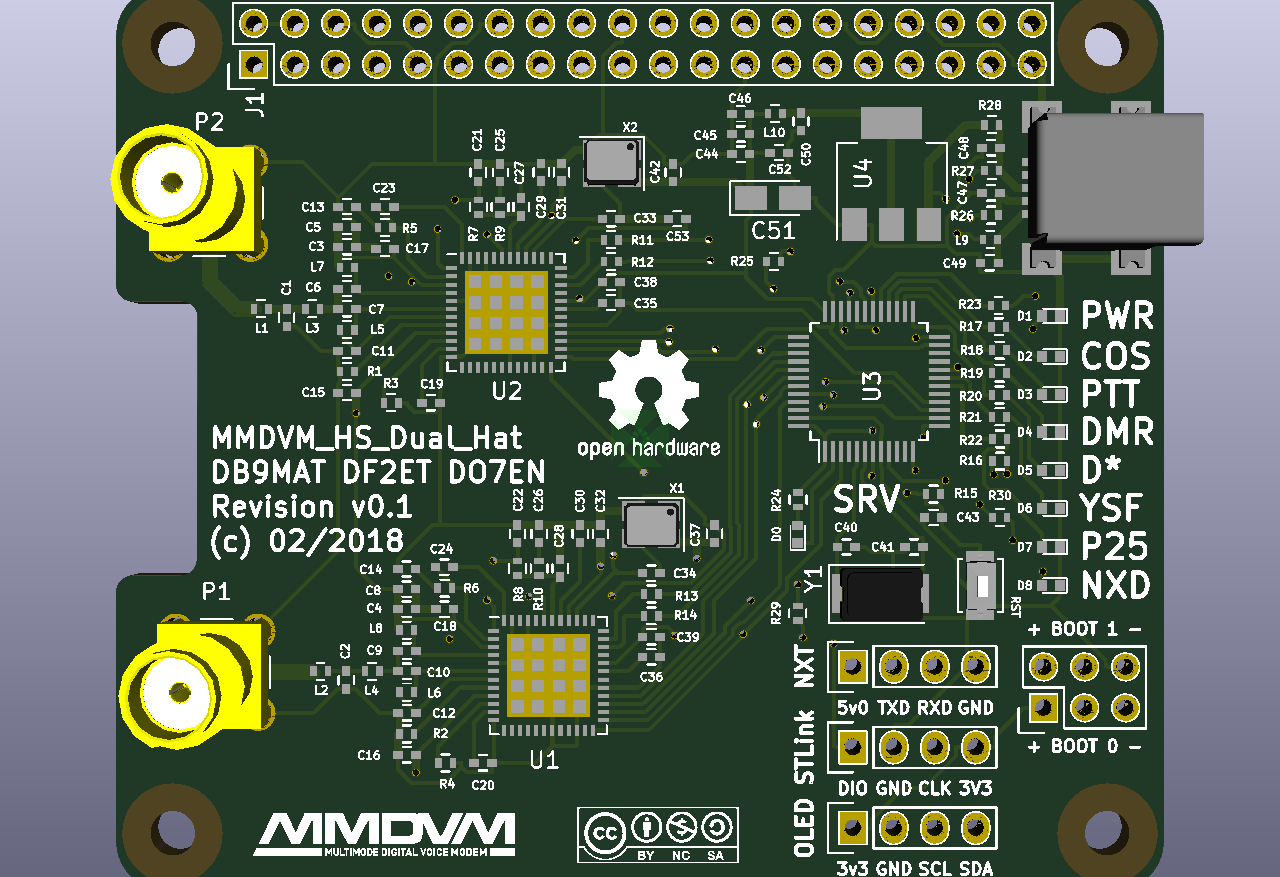 J1
P2
C21
C25
C27
X2
C42
C46
C45
C44
L10
C52
C50
U4
R28
C48
R27
C47
R26
L9
C49
C23
C13
C5
R5
C3
C17
L7
C6
C1
L1
L3
C7
L5
C11
R1
C15
R3
C19
R7
R9
C29
C31
C33
C53
R11
R12
C38
C35
C51
R25
U2
U3
R23
R17
R18
R19
R20
R21
R22
R16
D1 PWR
D2 COS
D3 PTT
D4 DMR
D5 D*
D6 YSF
D7 P25
D8 NXD
open hardware
MMDVM_HS_Dual_Hat
DB9MAT DF2ET DO7EN
Revision v0.1
(c) 02/2018
C22
C26
C30
C32
C28
X1
C37
R24
D0
SRV
R15
R30
C43
C40
C41
Y1
RST
R29
P1
C24
C14
R6
C4
C18
L8
C9
C2
L2
L4
C10
L6
C12
R2
C16
R4
C20
R8
R10
C34
R13
R14
C39
C36
U1
+ BOOT 1 -
+ BOOT 0 -
NXT
5v0 TXD RXD GND
STLink
DIO GND CLK 3V3
OLED
3v3 GND SCL SDA
MMDVM
MULTIMODE DIGITAL VOICE MODEM
cc
BY NC SA